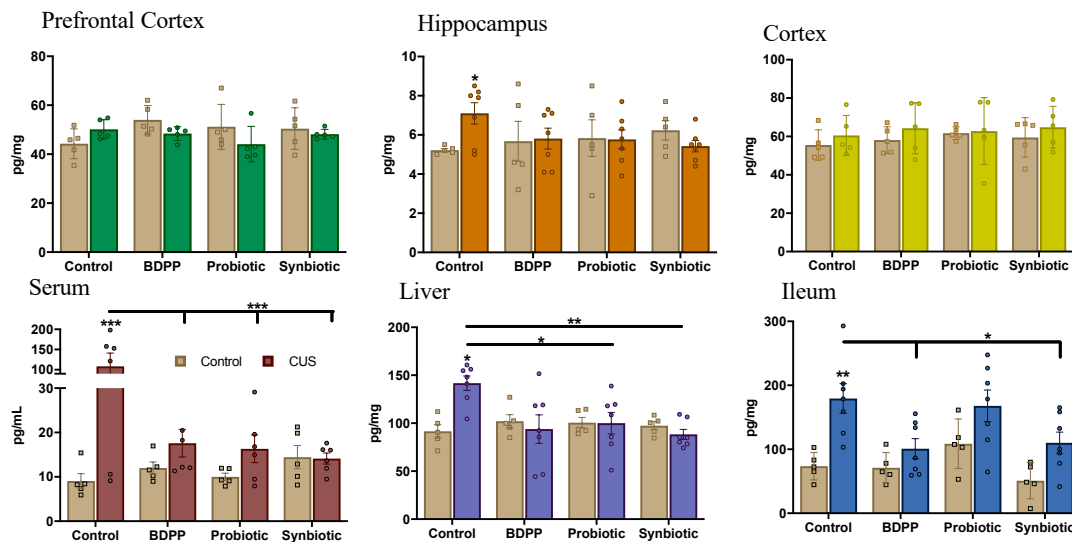 Prefrontal Cortex
80
60
40
20
0
pg/mg
Control BDPP Probiotic Synbiotic
Hippocampus
10
8
6
4
2
0
pg/mg
*
Control BDPP Probiotic Synbiotic
Cortex
100
80
60
40
20
0
pg/mg
Control BDPP Probiotic Synbiotic
Serum
200
150
100
50
30
20
10
0
pg/mL
***
***
Control CUS
Control BDPP Probiotic Synbiotic
Liver
200
150
100
50
0
pg/mg
**
*
*
Control BDPP Probiotic Synbiotic
Ileum
300
200
100
0
pg/mg
*
**
Control BDPP Probiotic Synbiotic